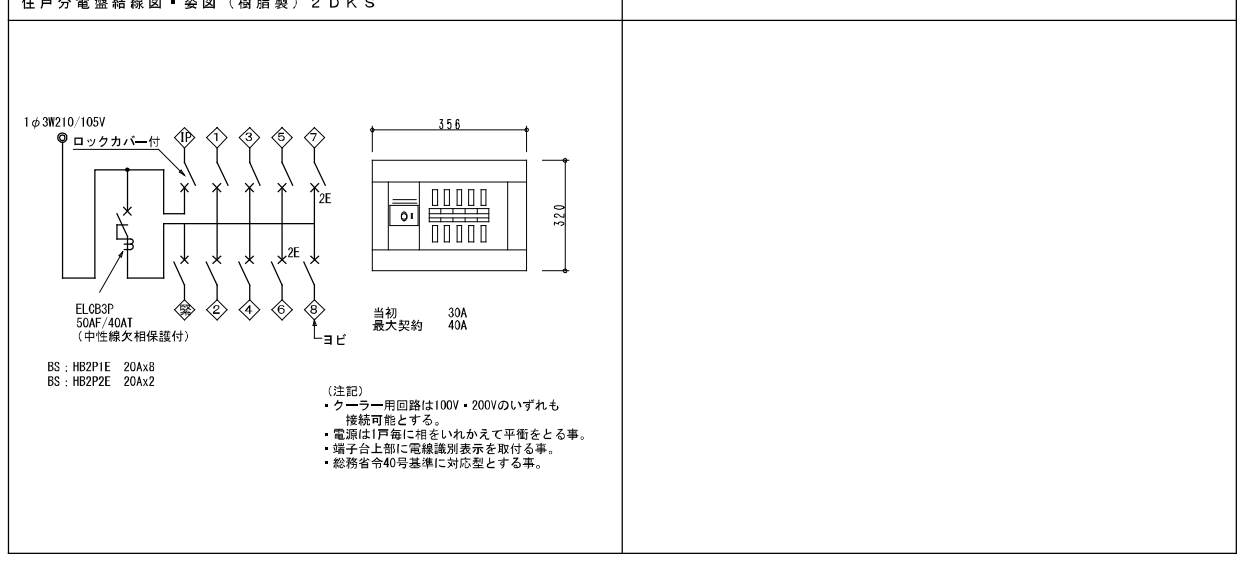 住戸分電盤結線図・姿図（樹脂製）２ＤＫＳ
1φ3W210/105V
ロックカバー付
IP 1 3 5 7
2E
2E
緊 2 4 6 8
ヨビ
ELCB3P
50AF/40AT
（中性線欠相保護付）
BS：HB2P1E 20Ax8
BS：HB2P2E 20Ax2
356
320
当初 30A
最大契約 40A
（注記）
・クーラー用回路は100V・200Vのいずれも
接続可能とする。
・電源は1戸毎に相をいれかえて平衡をとる事。
・端子台上部に電線識別表示を取付る事。
・総務省令40号基準に対応型とする事。